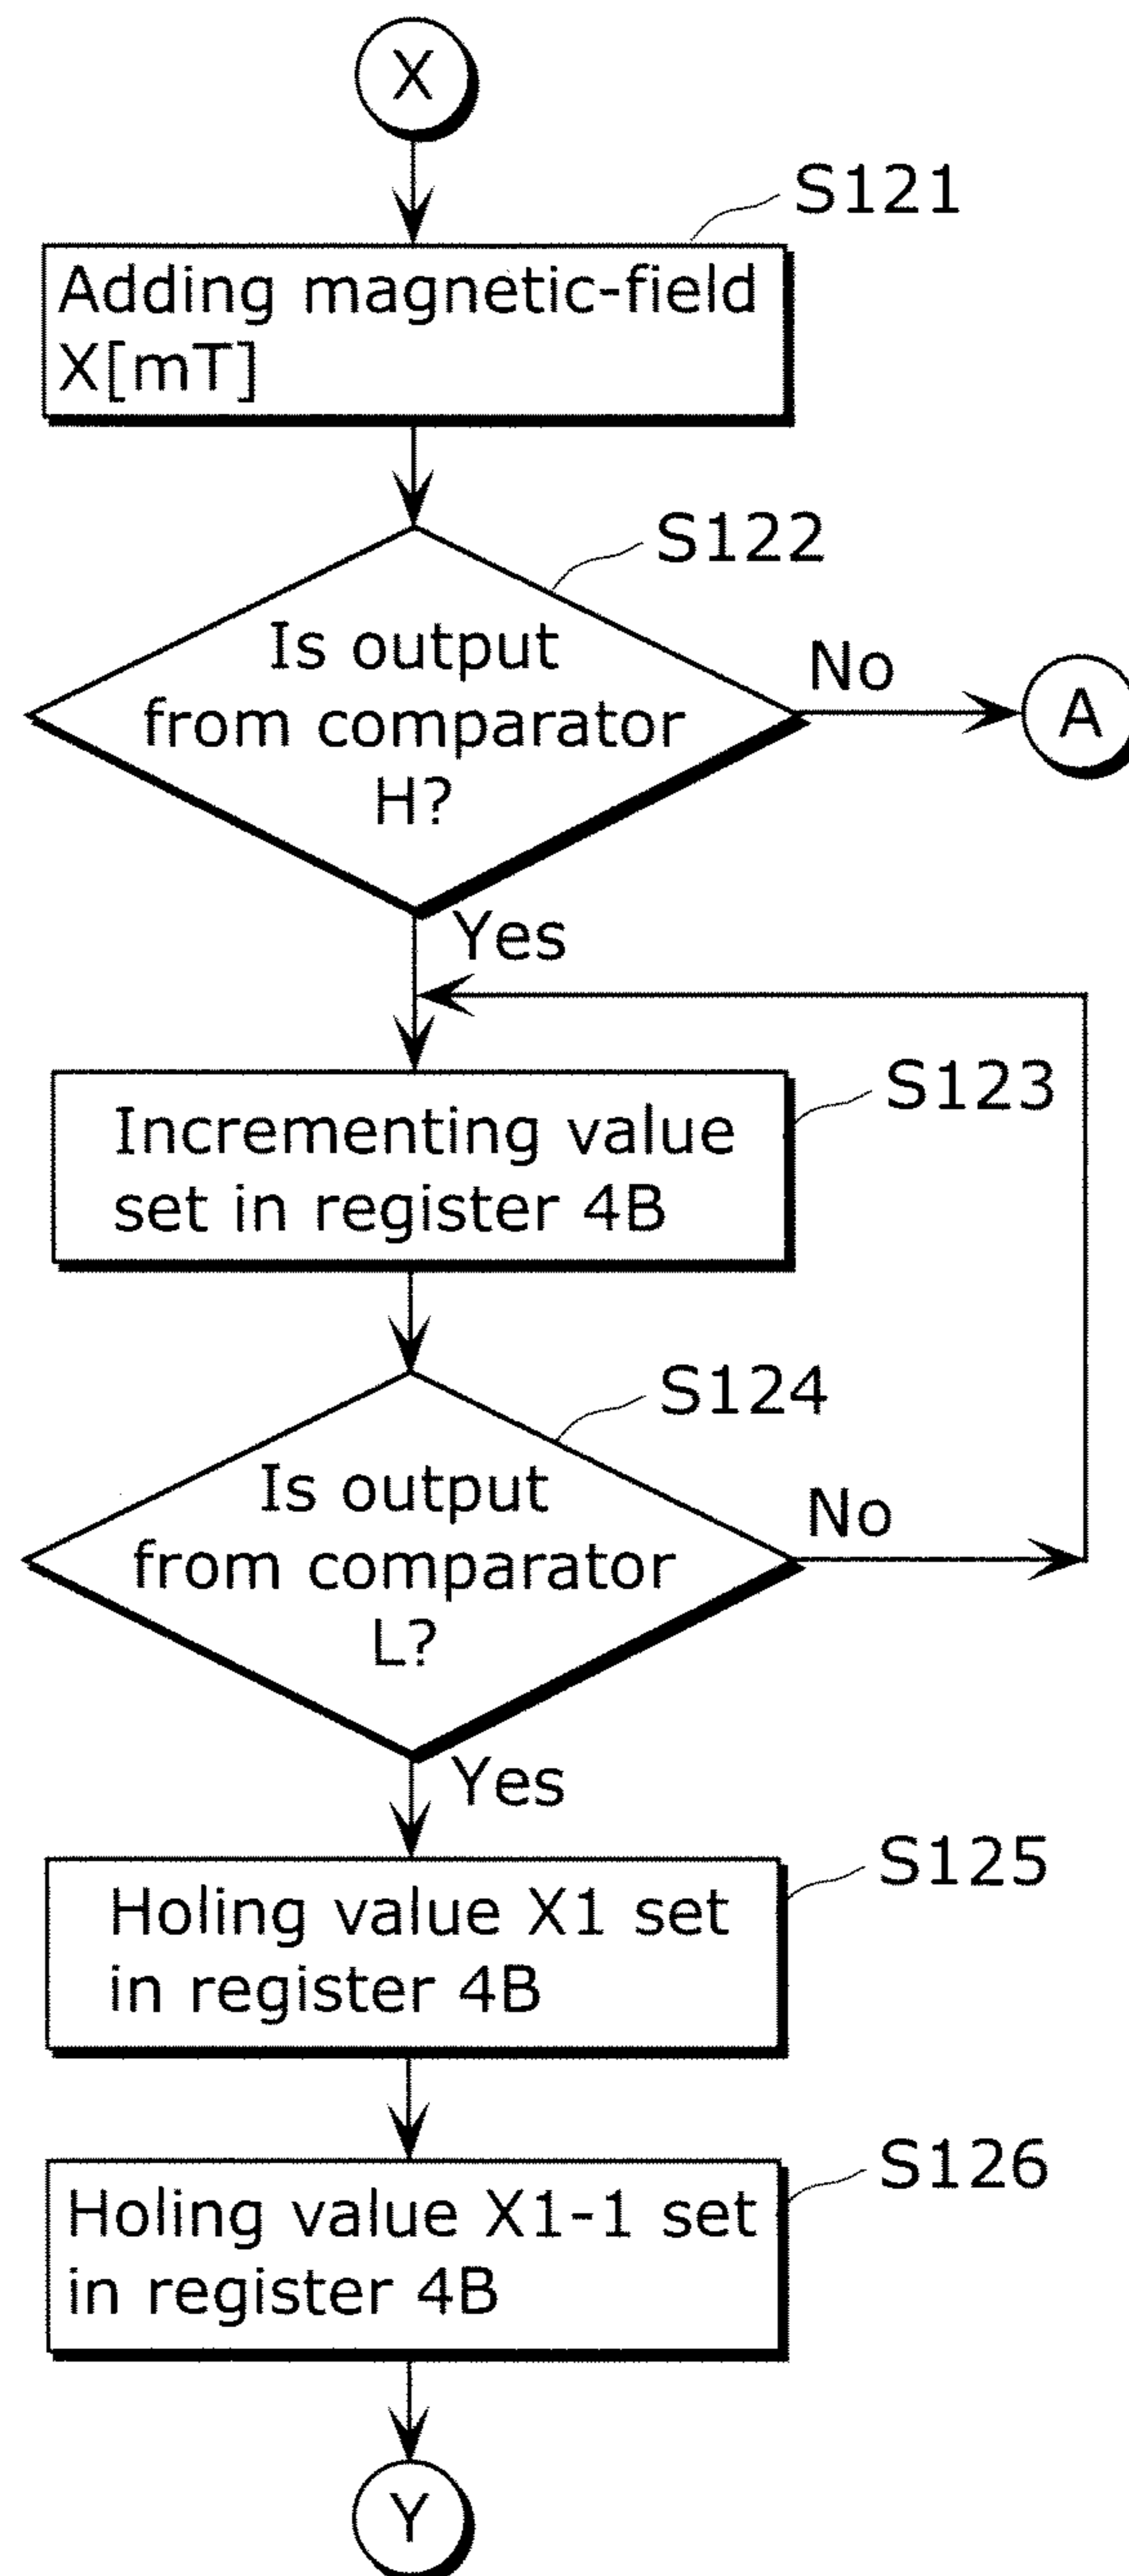 X
S121
Adding magnetic-field
X[mT]
S122
Is output
from comparator
H?
No
A
Yes
S123
Incrementing value
set in register 4B
S124
Is output
from comparator
L?
No
Yes
S125
Holing value X1 set
in register 4B
S126
Holing value X1-1 set
in register 4B
Y